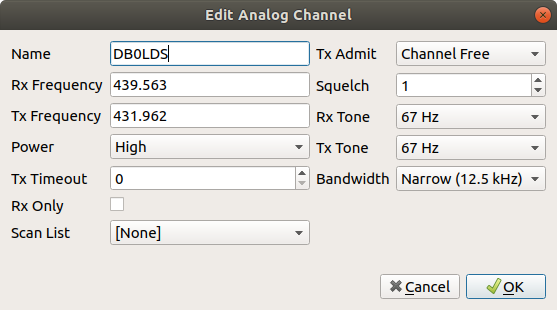 Edit Analog Channel
Name DB0LDS Tx Admit Channel Free
Rx Frequency 439.563 Squelch 1
Tx Frequency 431.962 Rx Tone 67 Hz
Power High Tx Tone 67 Hz
Tx Timeout 0 Bandwidth Narrow (12.5 kHz)
Rx Only
Scan List [None]
Cancel OK